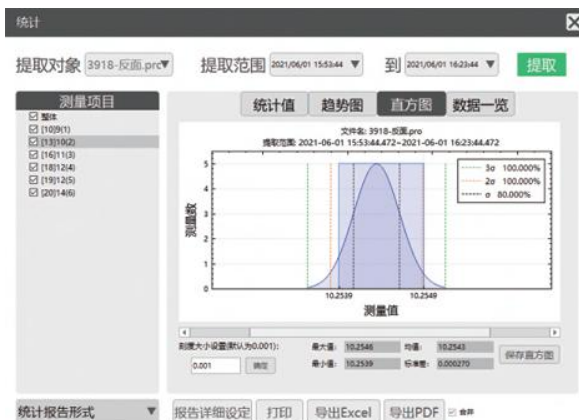 统计
提取对象 3918-反面.prc 提取范围 2021/06/01 15:53:44 到 2021/06/01 16:23:44 提取
测量项目
整体
[10]9(1)
[13]10(2)
[16]11(3)
[18]12(4)
[19]12(5)
[20]14(6)
统计值 趋势图 直方图 数据一览
文件名: 3918-反面.pro
提取范围: 2021-06-01 15:53:44.472~2021-06-01 16:23:44.472
3σ 100.000%
2σ 100.000%
σ 80.000%
测量数
5
4
3
2
1
0
10.2539 10.2549
测量值
刻度大小设置(默认为0.001):
0.001 确定
最大值: 10.2546 均值: 10.2543
最小值: 10.2539 标准差: 0.000270
保存直方图
统计报告形式 报告详细设定 打印 导出Excel 导出PDF 合并